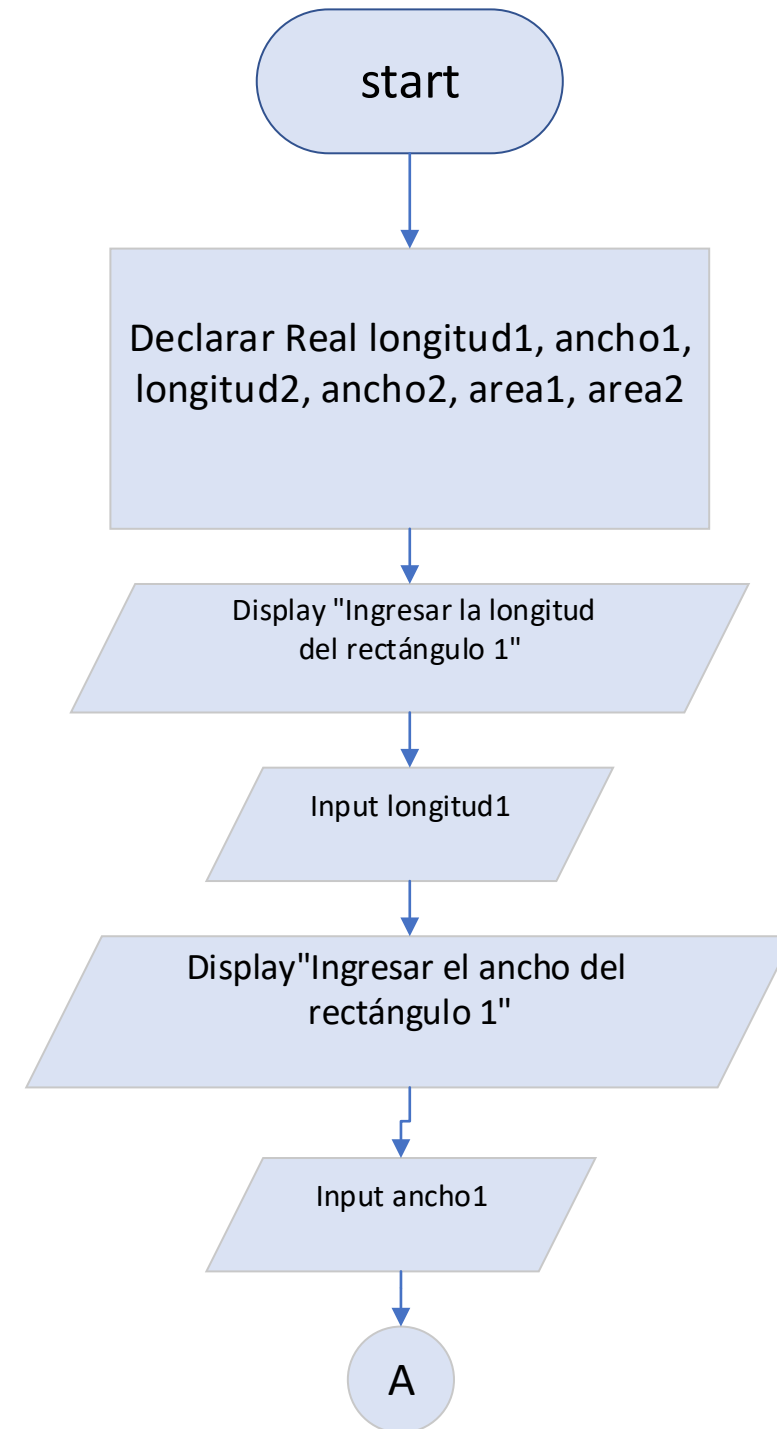 start
Declarar Real longitud1, ancho1,
longitud2, ancho2, area1, area2
Display "Ingresar la longitud
del rectángulo 1"
Input longitud1
Display"Ingresar el ancho del
rectángulo 1"
Input ancho1
A